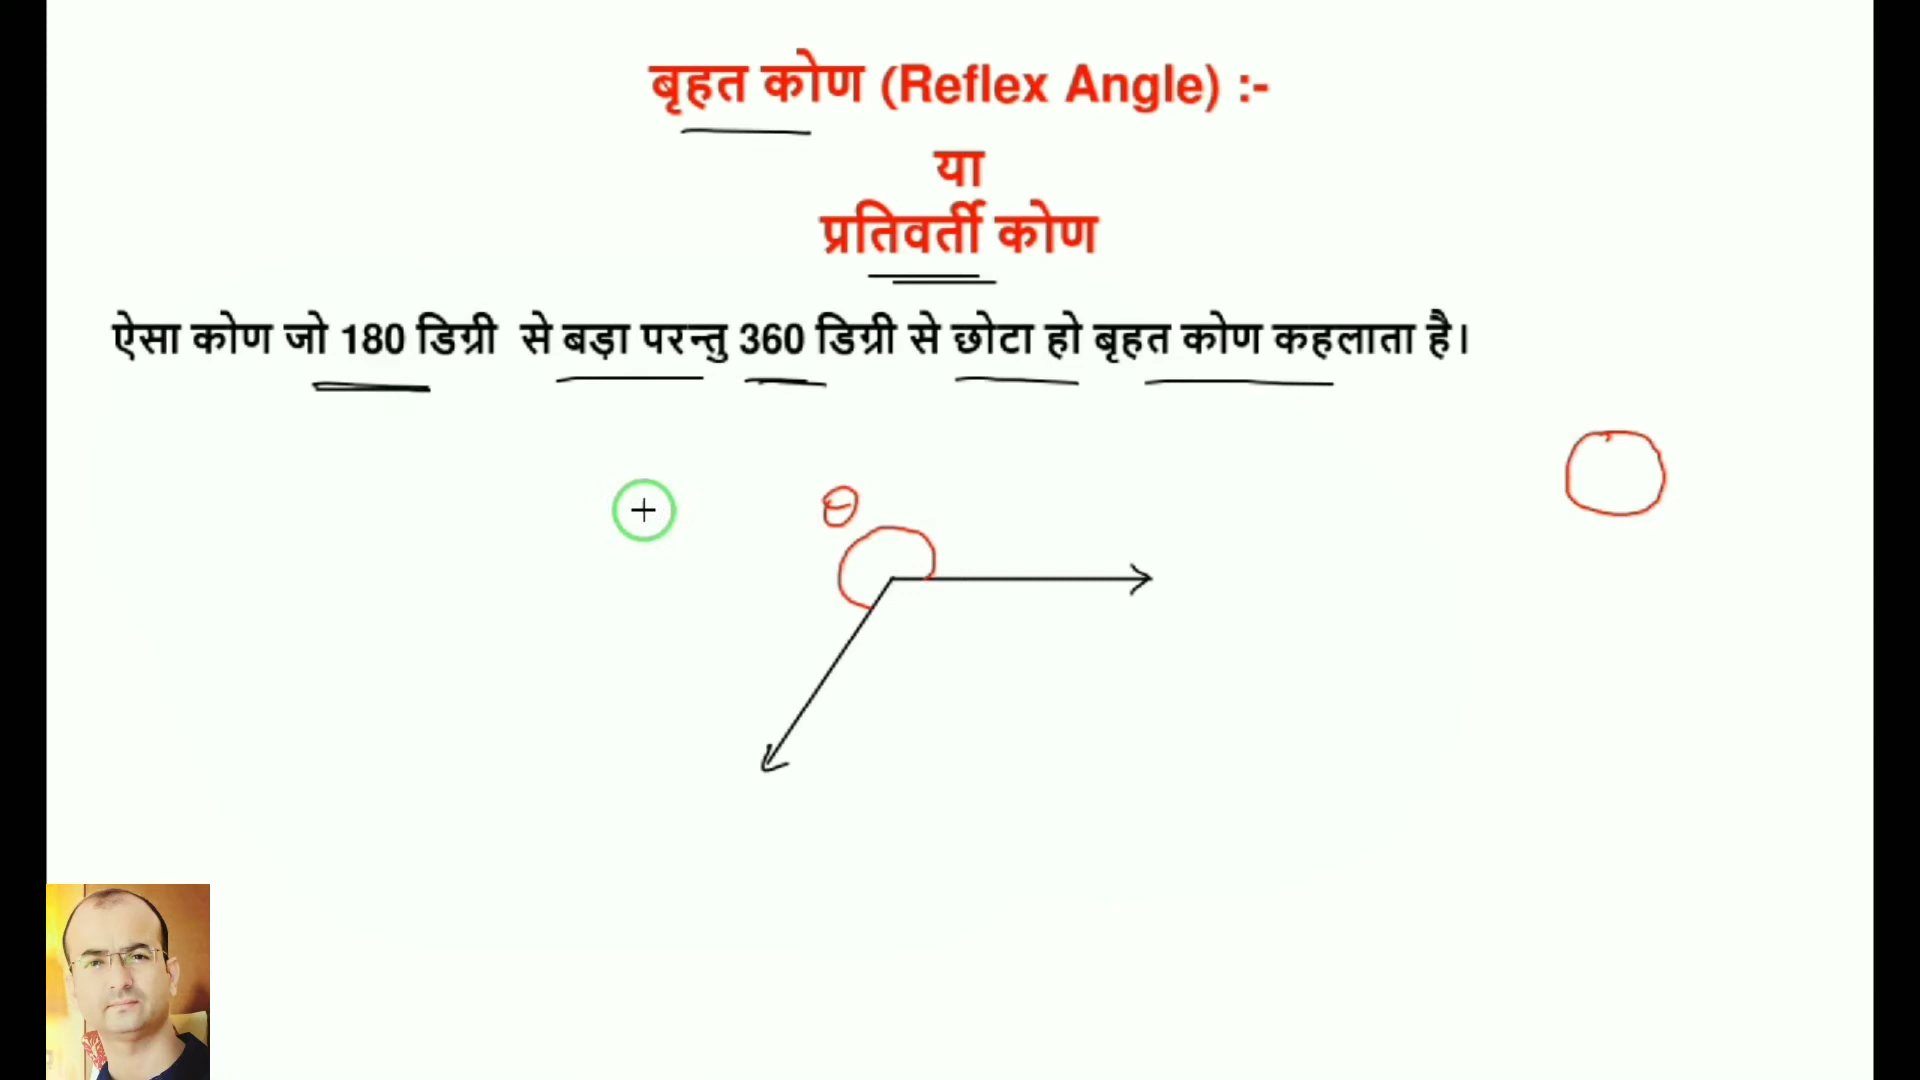 बृहत कोण (Reflex Angle) :-
या
प्रतिवर्ती कोण
ऐसा कोण जो 180 डिग्री से बड़ा परन्तु 360 डिग्री से छोटा हो बृहत कोण कहलाता है।
θ